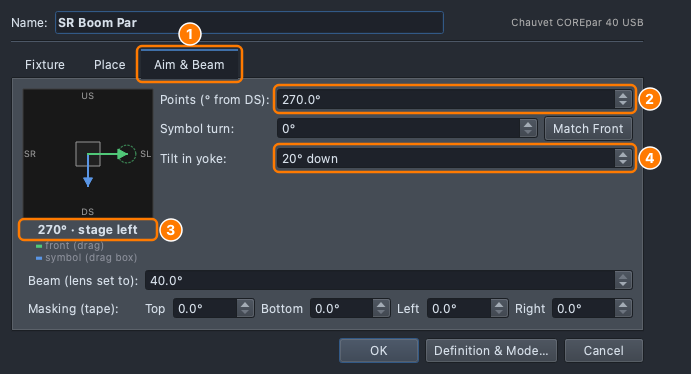 Name: SR Boom Par Chauvet COREpar 40 USB
1
Fixture Place Aim & Beam
US
SR SL
DS
Points (° from DS): 270.0° 2
Symbol turn: 0° Match Front
Tilt in yoke: 20° down 4
270° · stage left 3
front (drag)
symbol (drag box)
Beam (lens set to): 40.0°
Masking (tape): Top 0.0° Bottom 0.0° Left 0.0° Right 0.0°
OK Definition & Mode... Cancel